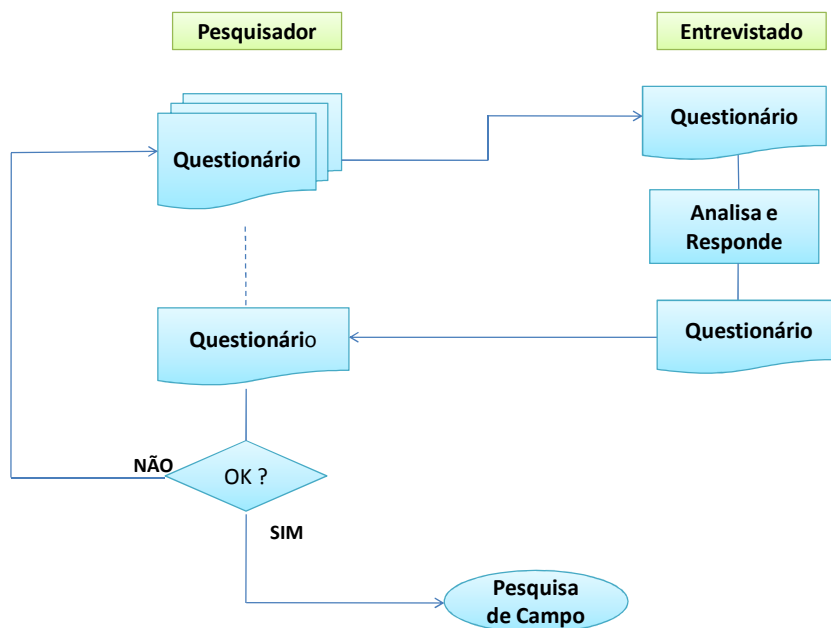 Pesquisador
Entrevistado
Questionário
Questionário
Analisa e
Responde
Questionário
Questionário
NÃO
OK ?
SIM
Pesquisa
de Campo